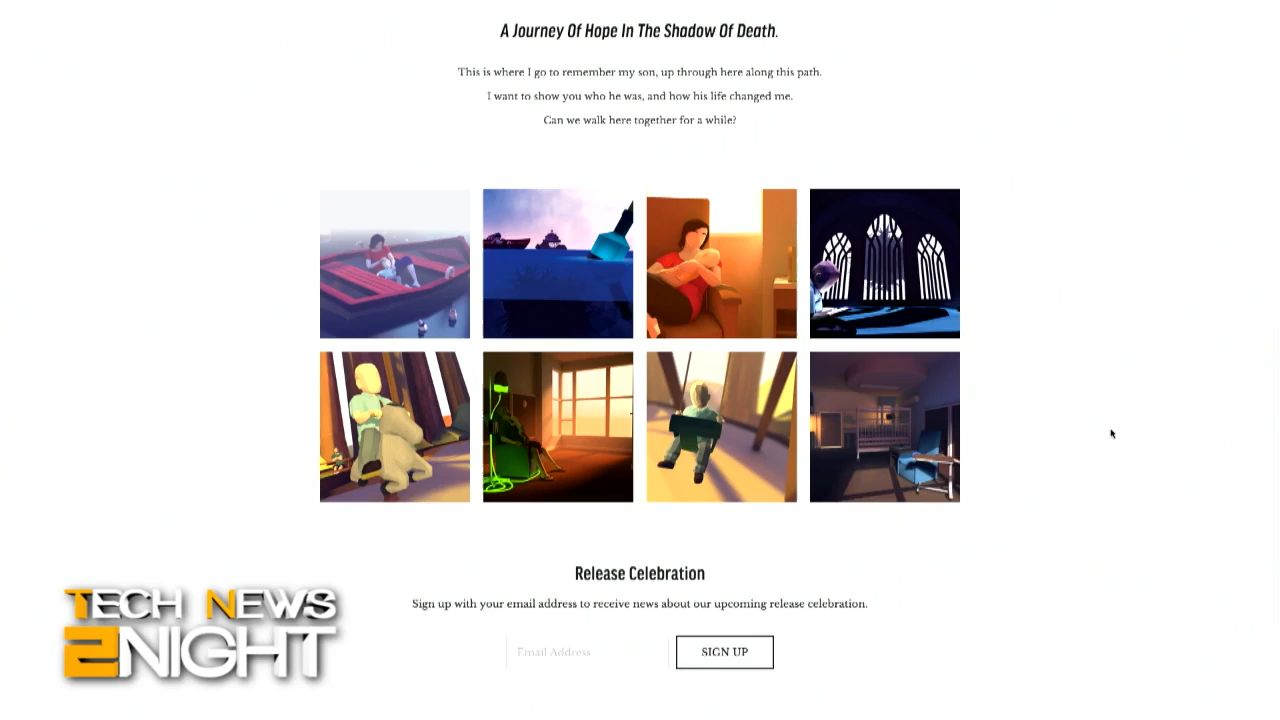 A Journey Of Hope In The Shadow Of Death.
This is where I go to remember my son, up through here along this path.
I want to show you who he was, and how his life changed me.
Can we walk here together for a while?
Release Celebration
Sign up with your email address to receive news about our upcoming release celebration.
Email Address
SIGN UP
TECH NEWS
2NIGHT